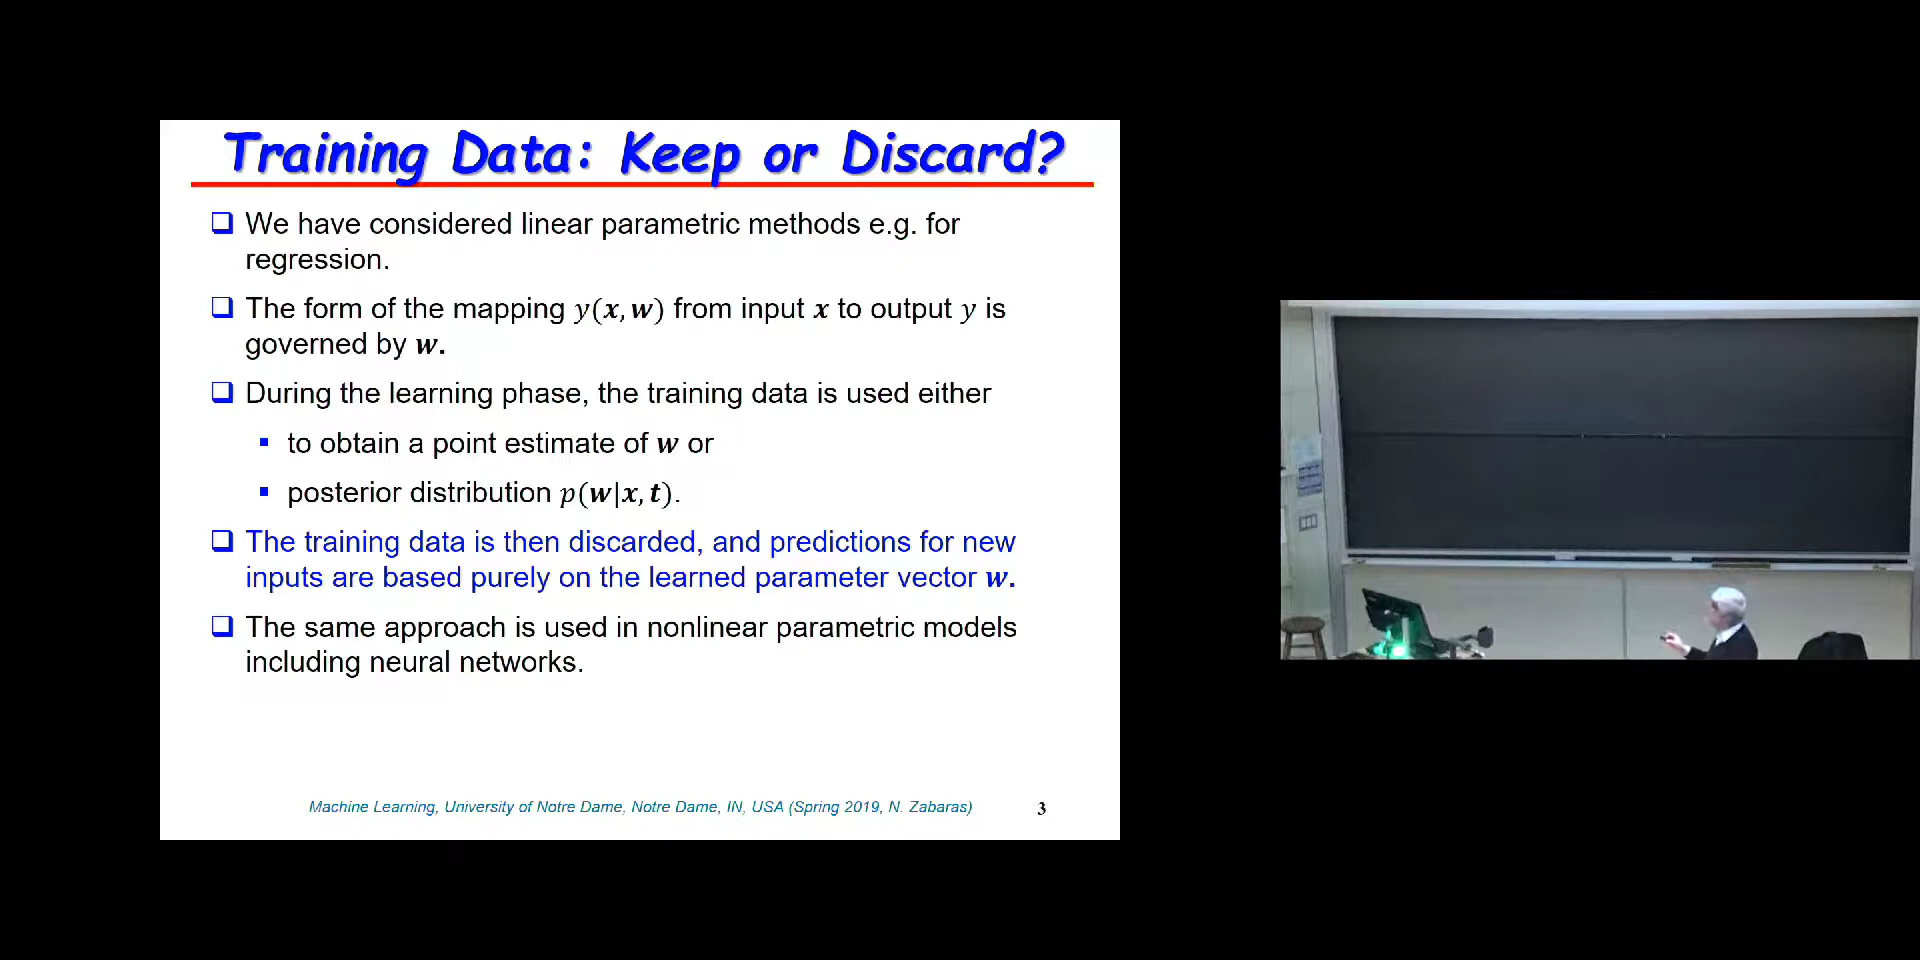 Training Data: Keep or Discard?
We have considered linear parametric methods e.g. for
regression.
The form of the mapping y(x, w) from input x to output y is
governed by w.
During the learning phase, the training data is used either
to obtain a point estimate of w or
posterior distribution p(w|x, t).
The training data is then discarded, and predictions for new
inputs are based purely on the learned parameter vector w.
The same approach is used in nonlinear parametric models
including neural networks.
Machine Learning, University of Notre Dame, Notre Dame, IN, USA (Spring 2019, N. Zabaras)
3